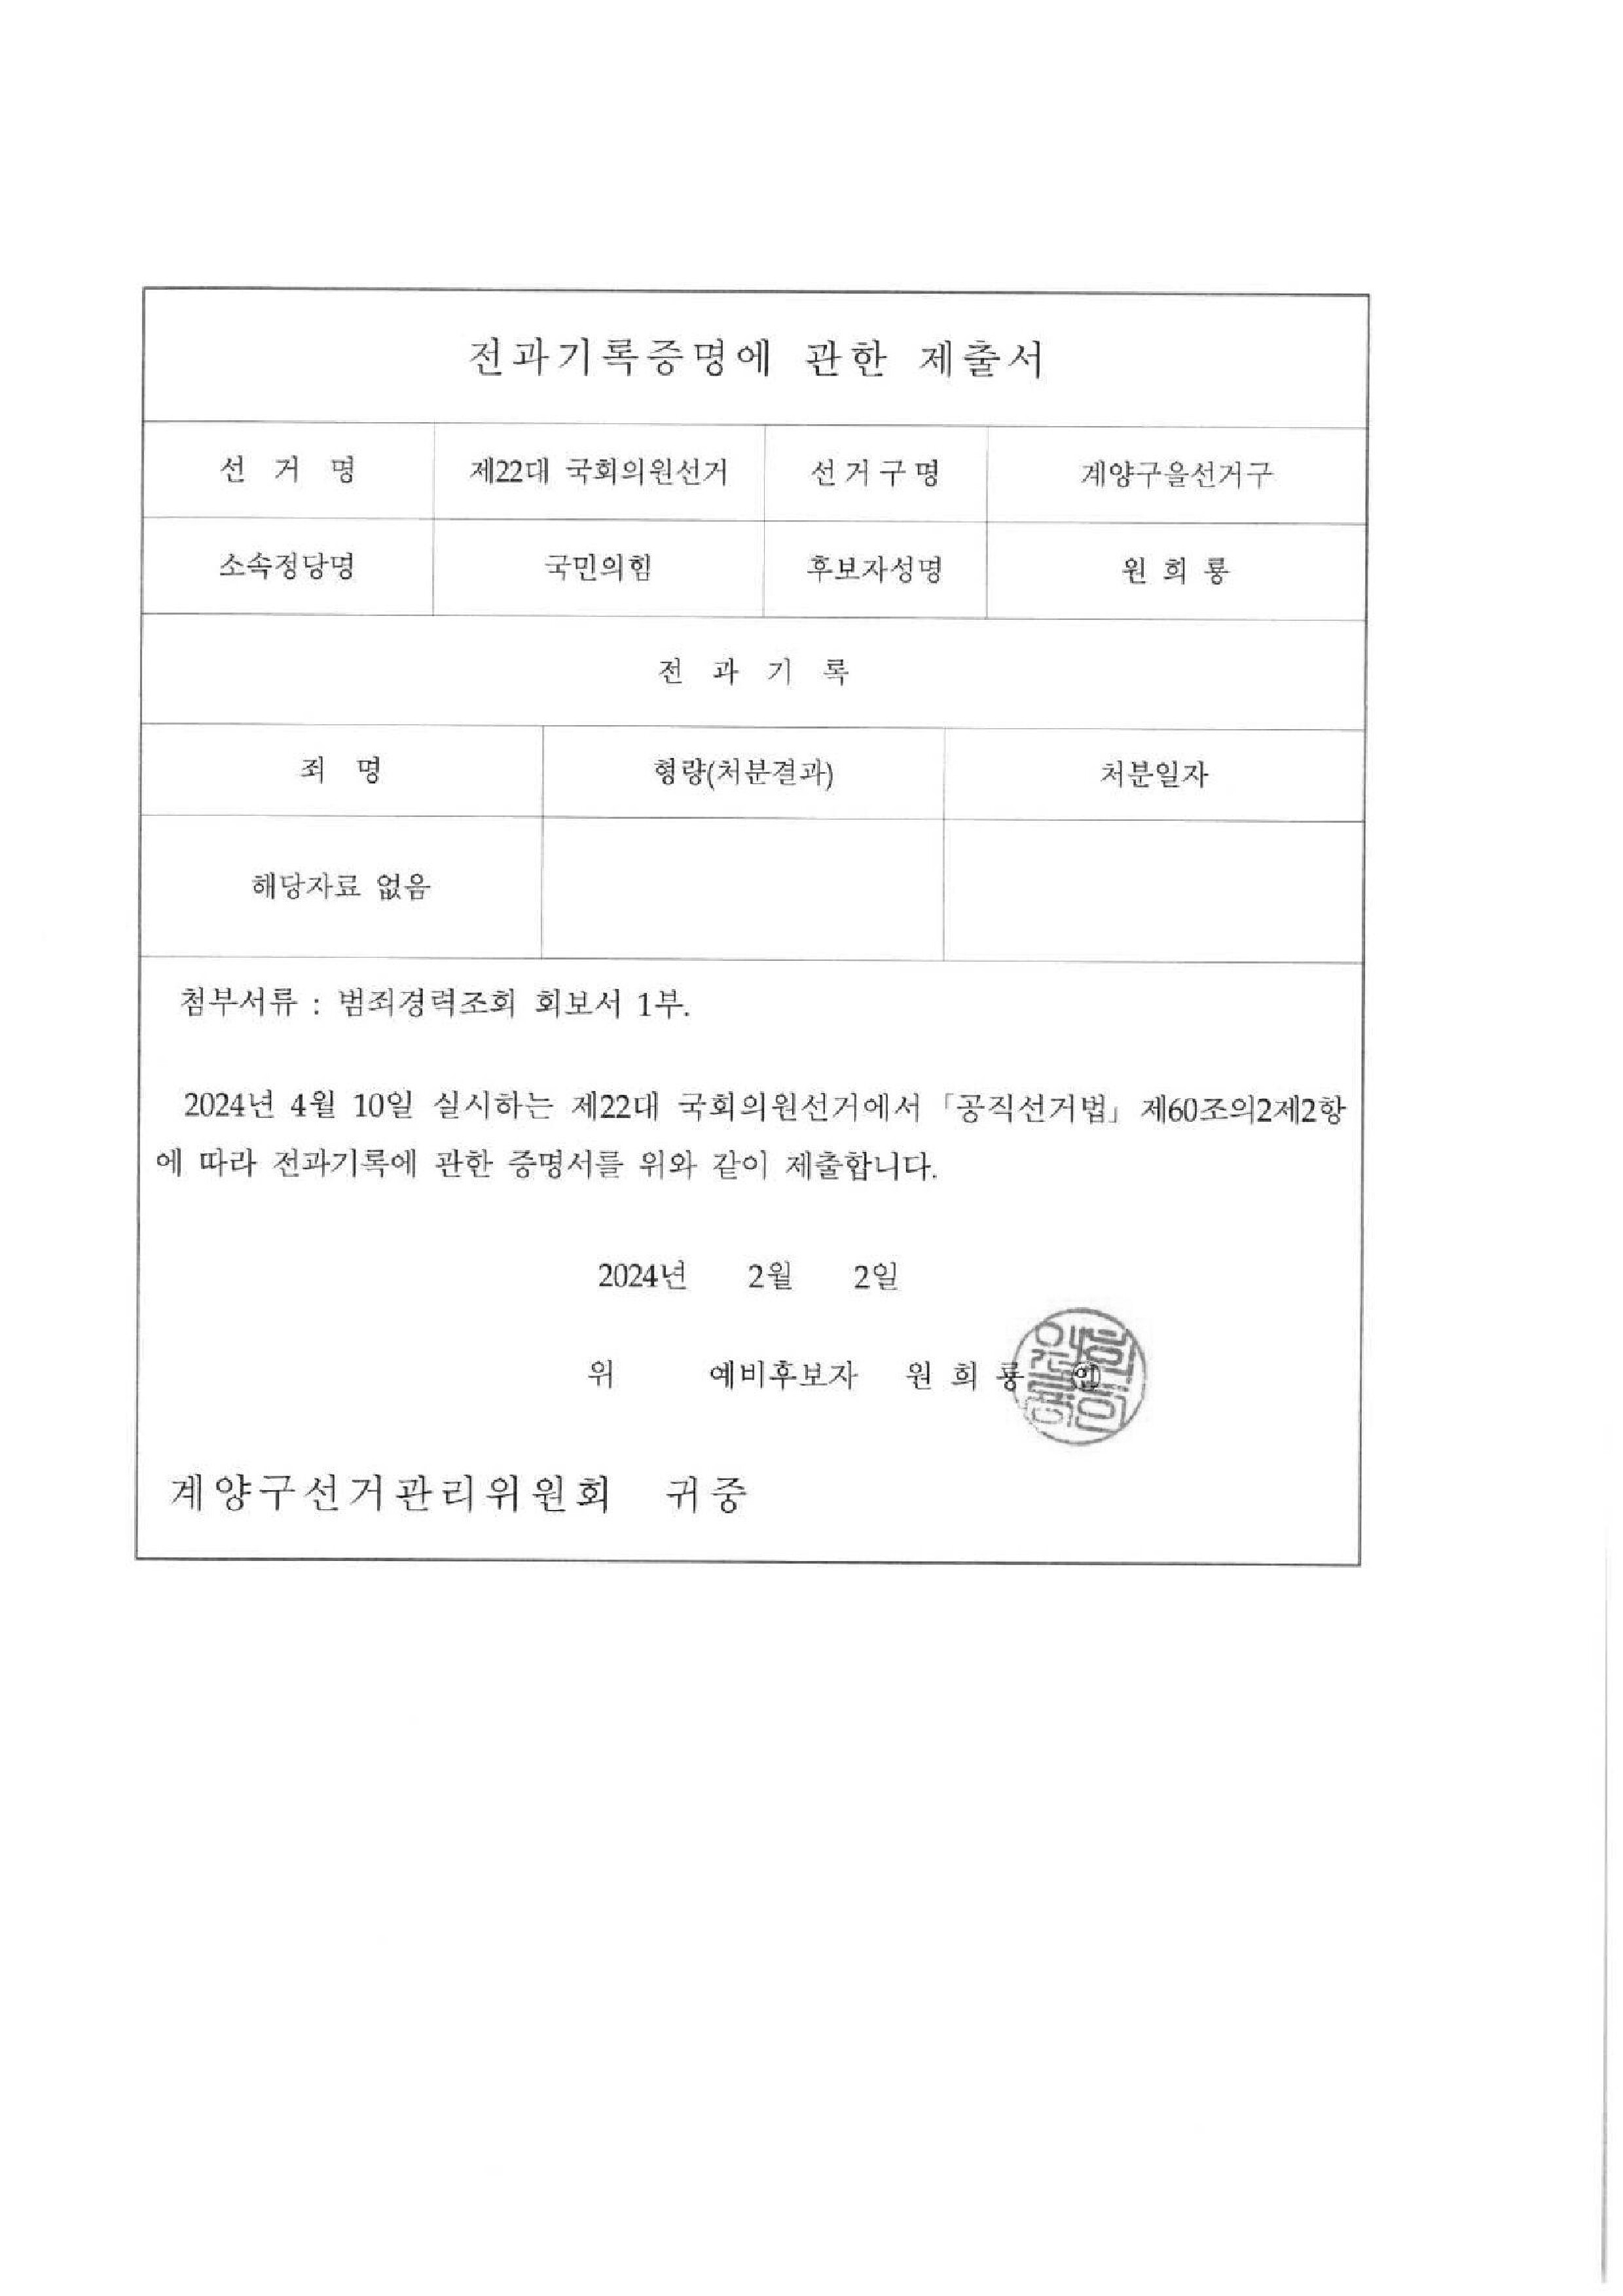 전과기록증명에 관한 제출서
선 거 명 제22대 국회의원선거 선거구명 계양구을선거구
소속정당명 국민의힘 후보자성명 원 희 룡
전 과 기 록
죄 명 형량(처분결과) 처분일자
해당자료 없음
첨부서류 : 범죄경력조회 회보서 1부.
2024년 4월 10일 실시하는 제22대 국회의원선거에서 「공직선거법」 제60조의2제2항
에 따라 전과기록에 관한 증명서를 위와 같이 제출합니다.
2024년 2월 2일
위 예비후보자 원 희 룡 ㊞
계양구선거관리위원회 귀중